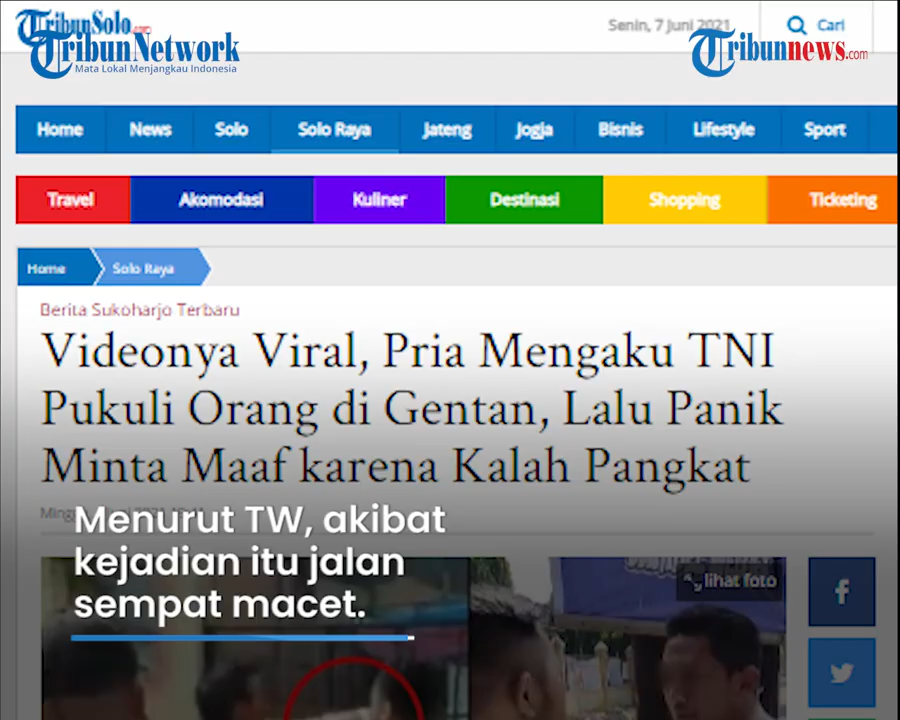 TribunSolo.com
Senin, 7 Juni 2021
Cari
Tribun Network
Mata Lokal Menjangkau Indonesia
Tribunnews.com
Home News Solo Solo Raya Jateng Jogja Bisnis Lifestyle Sport
Travel Akomodasi Kuliner Destinasi Shopping Ticketing
Home Solo Raya
Berita Sukoharjo Terbaru
Videonya Viral, Pria Mengaku TNI
Pukuli Orang di Gentan, Lalu Panik
Minta Maaf karena Kalah Pangkat
Menurut TW, akibat
kejadian itu jalan
sempat macet.
lihat foto